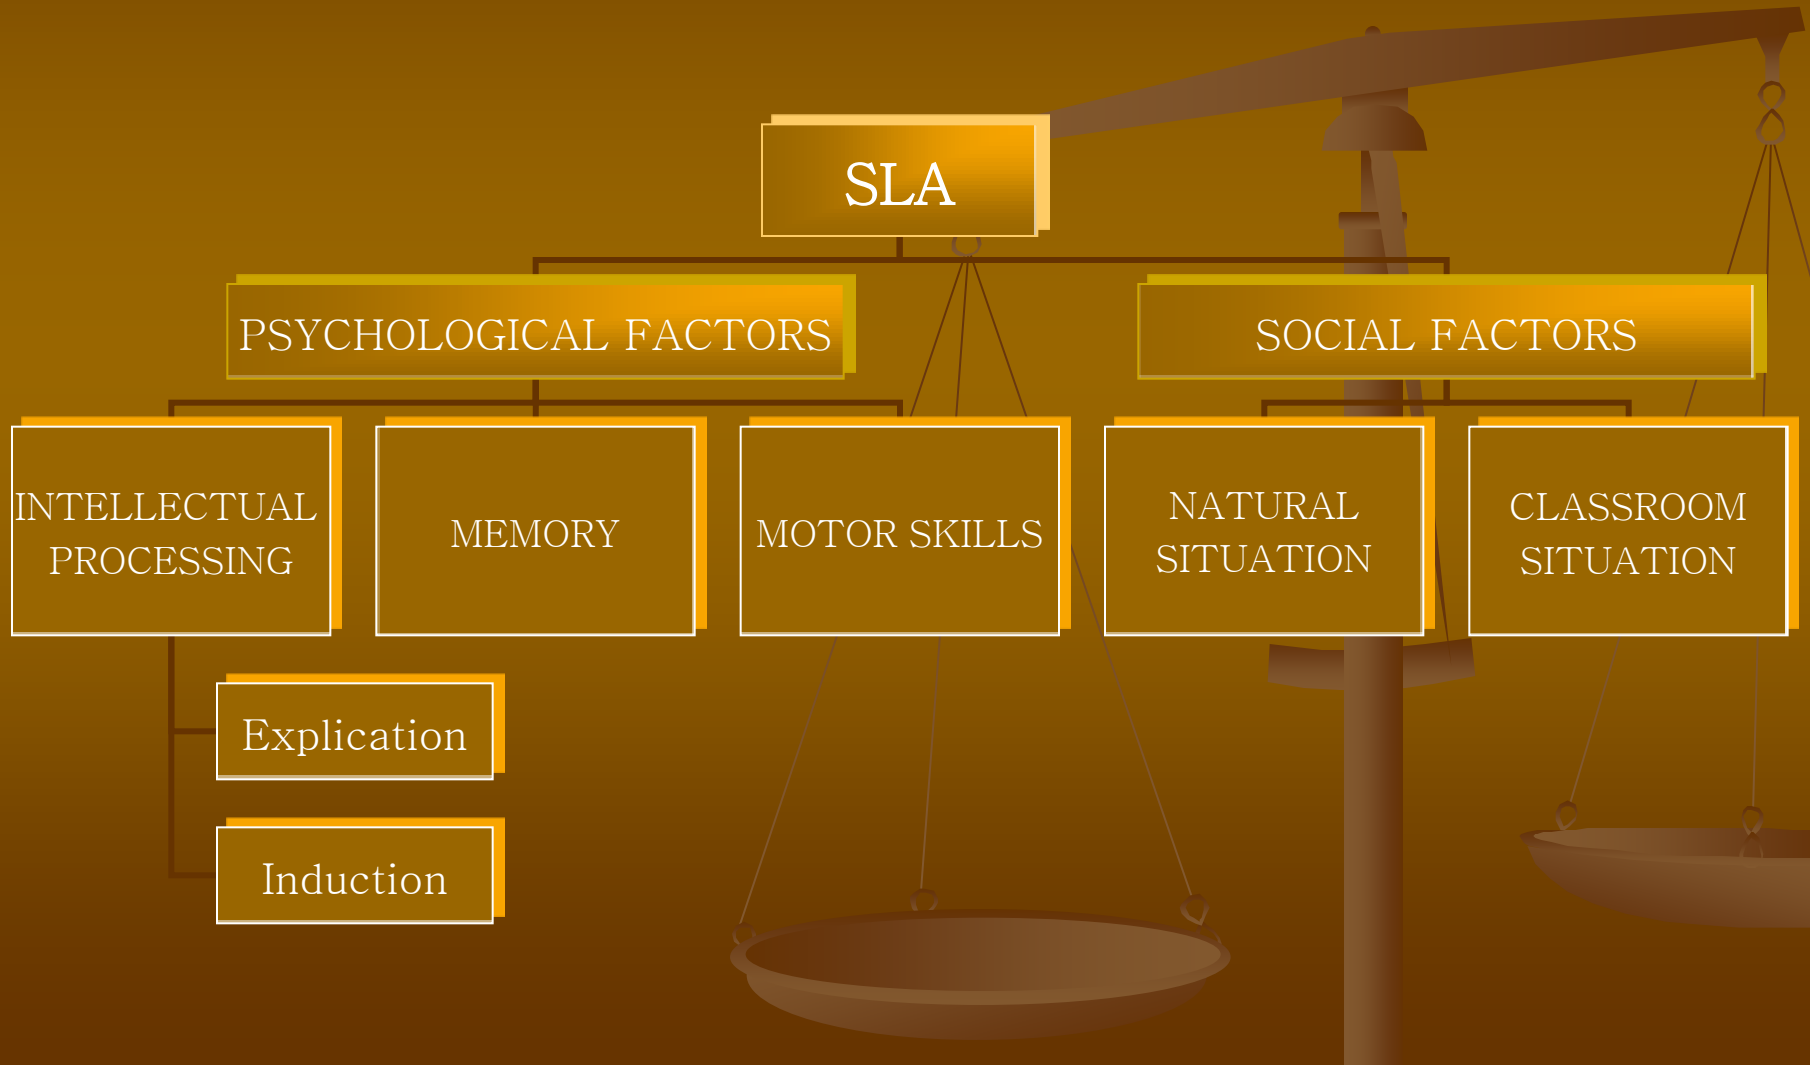 SLA
PSYCHOLOGICAL FACTORS
SOCIAL FACTORS
INTELLECTUAL
PROCESSING
MEMORY
MOTOR SKILLS
NATURAL
SITUATION
CLASSROOM
SITUATION
Explication
Induction